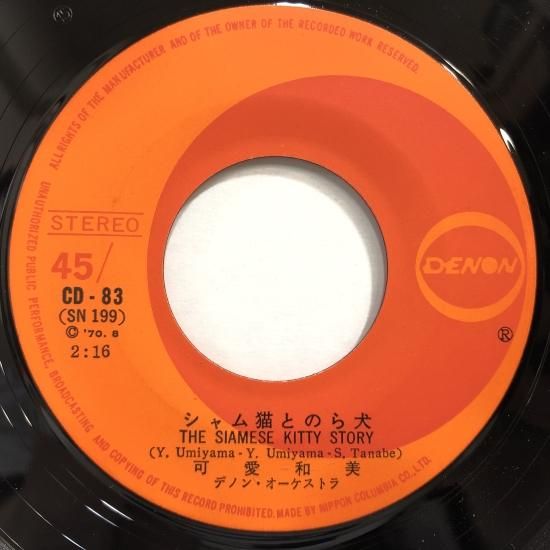 ALL RIGHTS OF THE MANUFACTURER AND OF THE OWNER OF THE RECORDED WORK RESERVED.
UNAUTHORIZED PUBLIC PERFORMANCE, BROADCASTING AND COPYING OF THIS RECORD PROHIBITED. MADE BY NIPPON COLUMBIA CO., LTD.
STEREO
45/
CD-83
(SN 199)
© '70. 8
2:16
DENON
®
シャム猫とのら犬
THE SIAMESE KITTY STORY
(Y. Umiyama-Y. Umiyama-S. Tanabe)
可愛和美
デノン・オーケストラ